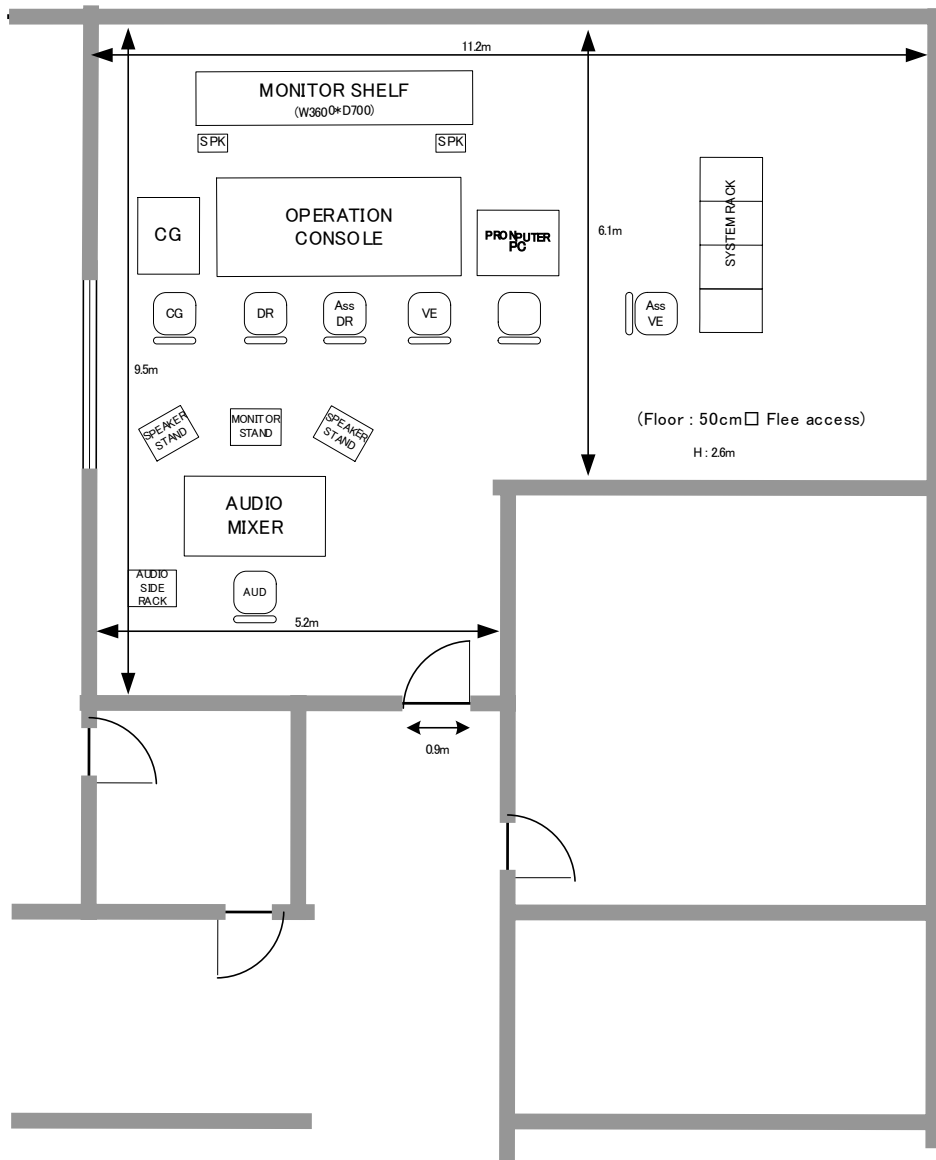 11.2m
MONITOR SHELF
(W3600*D700)
SPK
SPK
SYSTEM RACK
CG
OPERATION
CONSOLE
6.1m
PC
CG
DR
Ass
DR
VE
Ass
VE
9.5m
SPEAKER
STAND
MONITOR
STAND
SPEAKER
STAND
(Floor : 50cm□ Flee access)
H : 2.6m
AUDIO
MIXER
AUDIO
SIDE
RACK
AUD
5.2m
0.9m